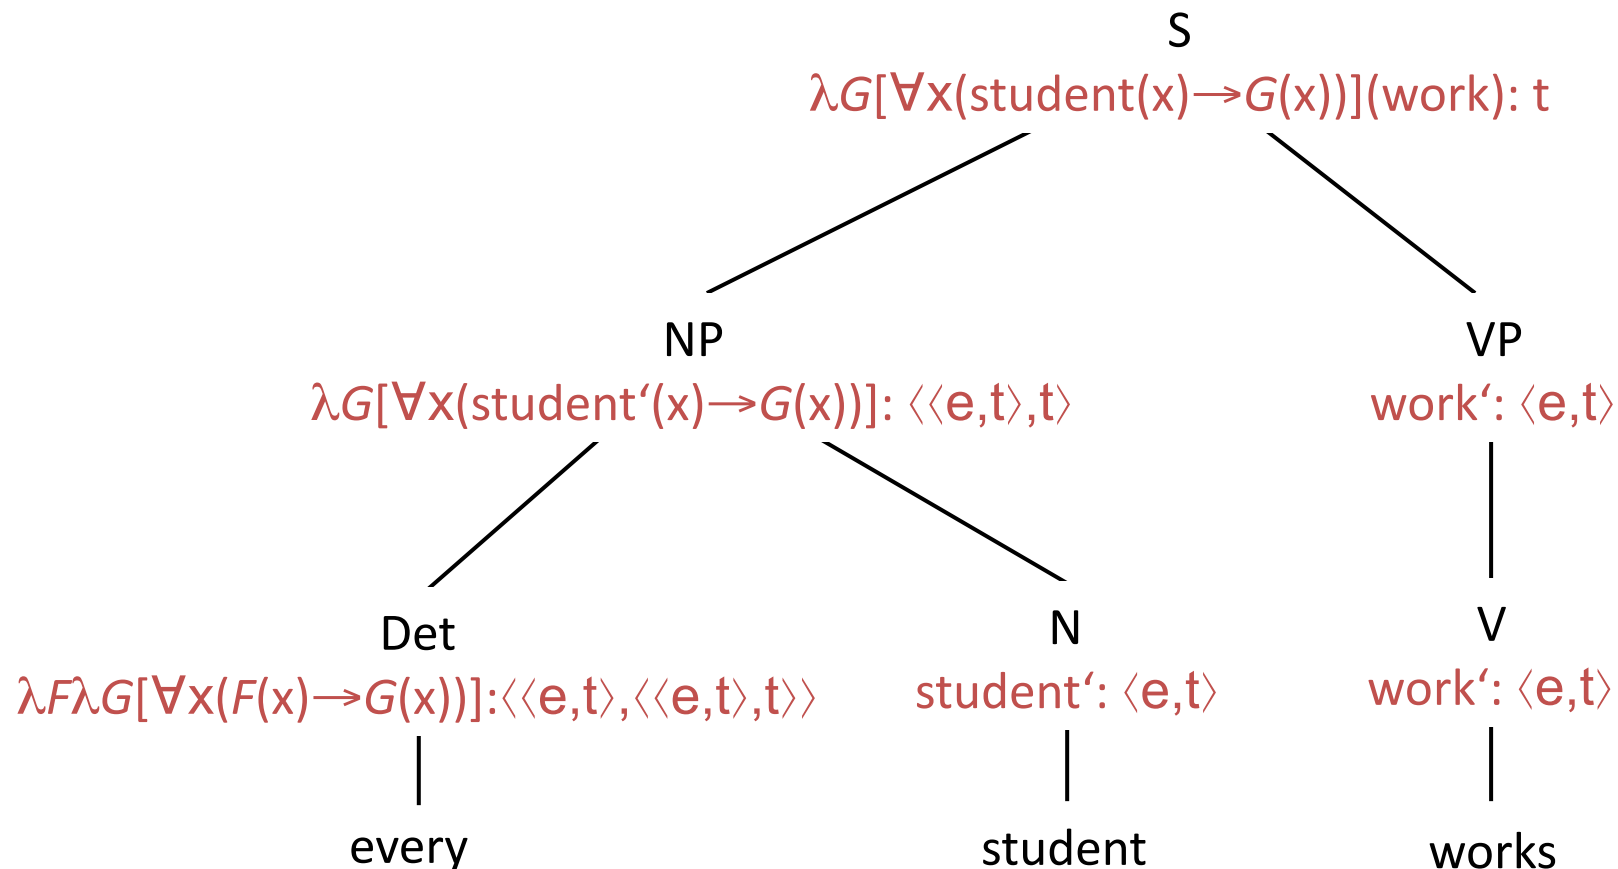 S
λG[∀x(student(x)→G(x))](work): t
NP VP
λG[∀x(student‘(x)→G(x))]: 〈〈e,t〉,t〉 work‘: 〈e,t〉
Det N V
λFλG[∀x(F(x)→G(x))]:〈〈e,t〉,〈〈e,t〉,t〉〉 student‘: 〈e,t〉 work‘: 〈e,t〉
every student works